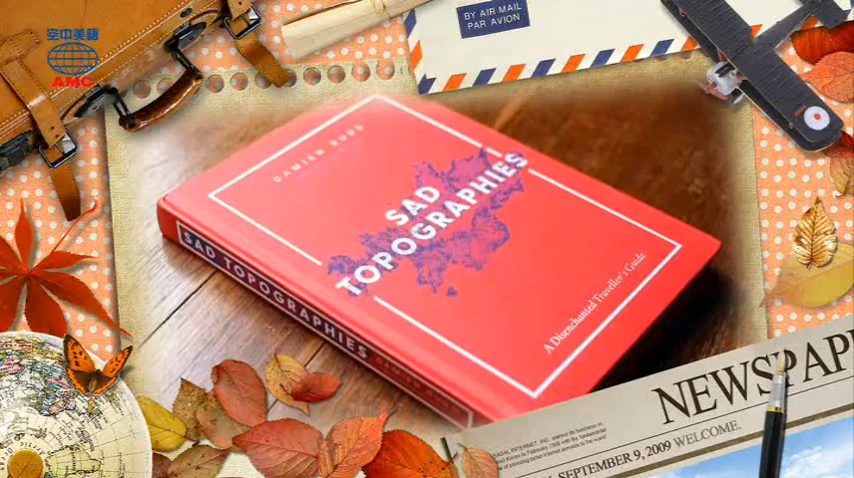 空中美語
AMC
BY AIR MAIL
PAR AVION
DAMIEN RUDD
SAD
TOPOGRAPHIES
A Disenchanted Traveller's Guide
SAD TOPOGRAPHIES
NEWSPAP
SEPTEMBER 9, 2009 WELCOME.